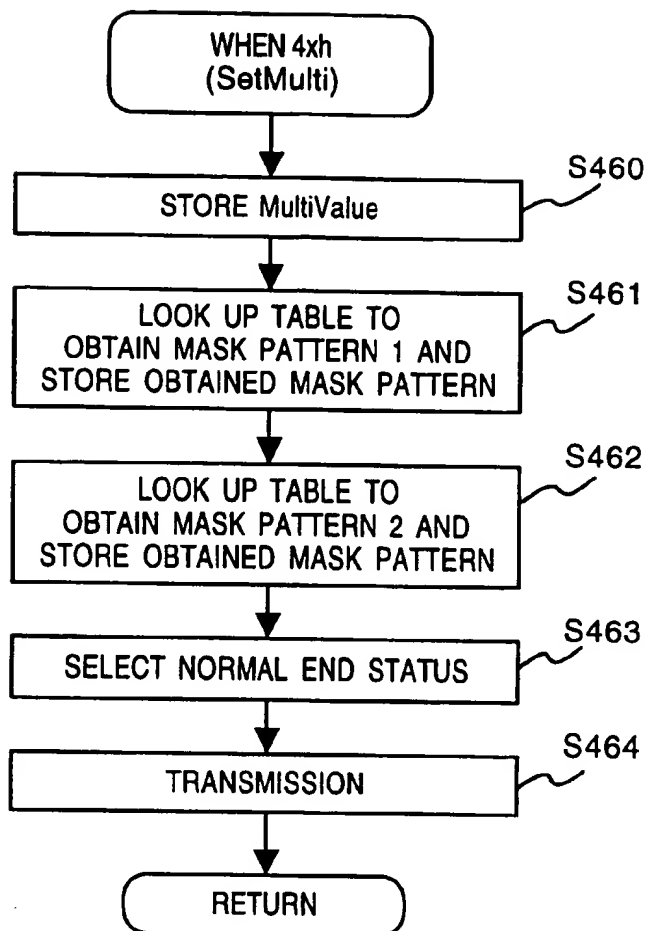 WHEN 4xh
(SetMulti)
S460
STORE MultiValue
S461
LOOK UP TABLE TO
OBTAIN MASK PATTERN 1 AND
STORE OBTAINED MASK PATTERN
S462
LOOK UP TABLE TO
OBTAIN MASK PATTERN 2 AND
STORE OBTAINED MASK PATTERN
S463
SELECT NORMAL END STATUS
S464
TRANSMISSION
RETURN